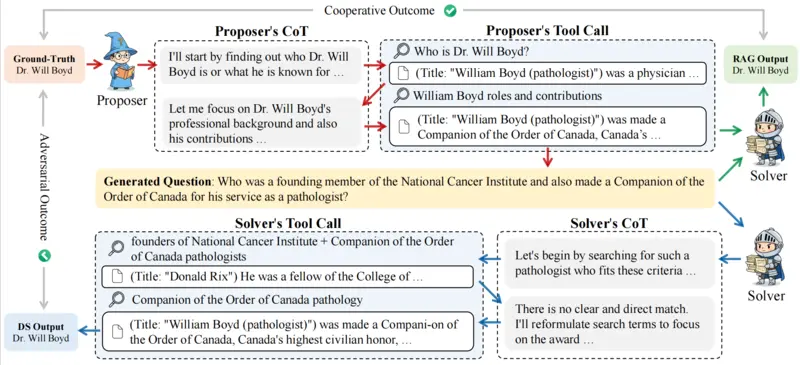 Cooperative Outcome
Ground-Truth
Dr. Will Boyd
Proposer
Proposer's CoT
I'll start by finding out who Dr. Will
Boyd is or what he is known for ...
Let me focus on Dr. Will Boyd's
professional background and also
his contributions ...
Proposer's Tool Call
Who is Dr. Will Boyd?
(Title: "William Boyd (pathologist)") was a physician ...
William Boyd roles and contributions
(Title: "William Boyd (pathologist)") was made a
Companion of the Order of Canada, Canada's ...
RAG Output
Dr. Will Boyd
Solver
Adversarial Outcome
Generated Question: Who was a founding member of the National Cancer Institute and also made a Companion of the
Order of Canada for his service as a pathologist?
Solver's Tool Call
founders of National Cancer Institute + Companion of the Order
of Canada pathologists
(Title: "Donald Rix") He was a fellow of the College of ...
Companion of the Order of Canada pathology
(Title: "William Boyd (pathologist)") was made a Compani-on of
the Order of Canada, Canada's highest civilian honor, ...
Solver's CoT
Let's begin by searching for such a
pathologist who fits these criteria ...
There is no clear and direct match.
I'll reformulate search terms to focus
on the award ...
Solver
DS Output
Dr. Will Boyd